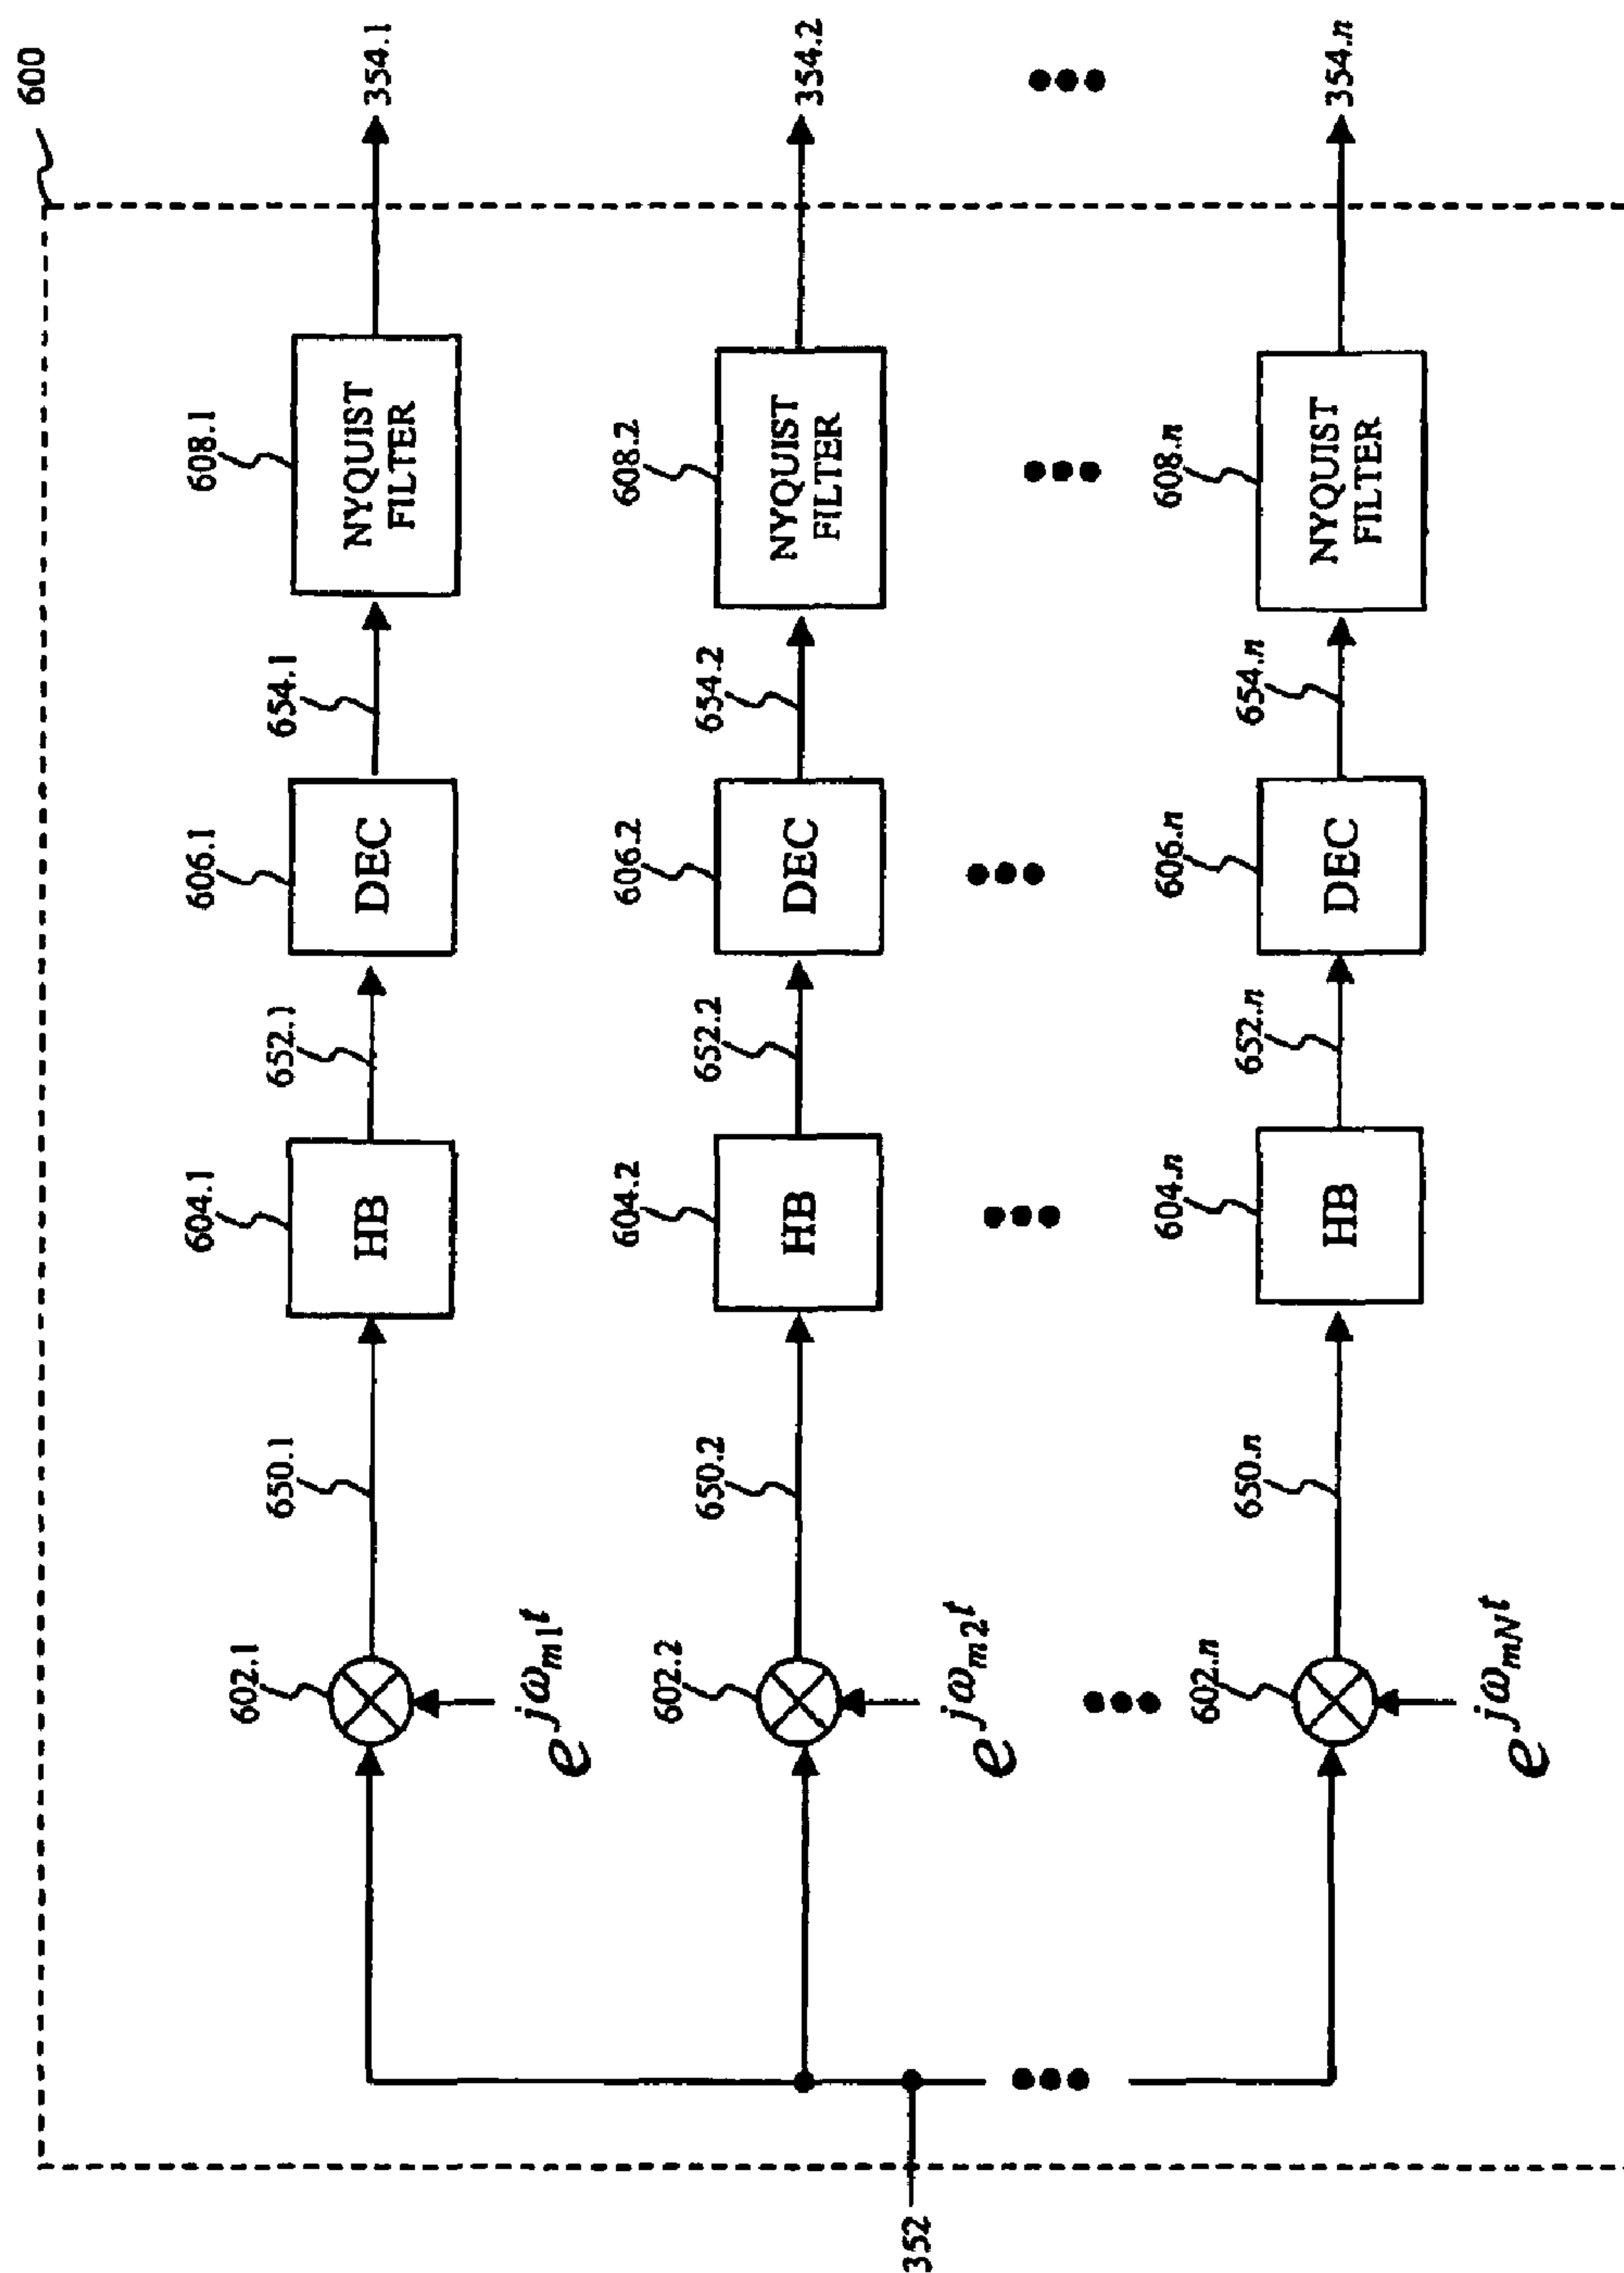 600
608.1
606.1
604.1
602.1
654.1
652.1
650.1
NYQUIST
FILTER
DEC
HB
354.1
e^{jω_{m1}t}
608.2
606.2
604.2
602.2
654.2
652.2
650.2
NYQUIST
FILTER
DEC
HB
354.2
e^{jω_{m2}t}
352
608.n
606.n
604.n
602.n
654.n
652.n
650.n
NYQUIST
FILTER
DEC
HB
354.n
e^{jω_{mN}t}